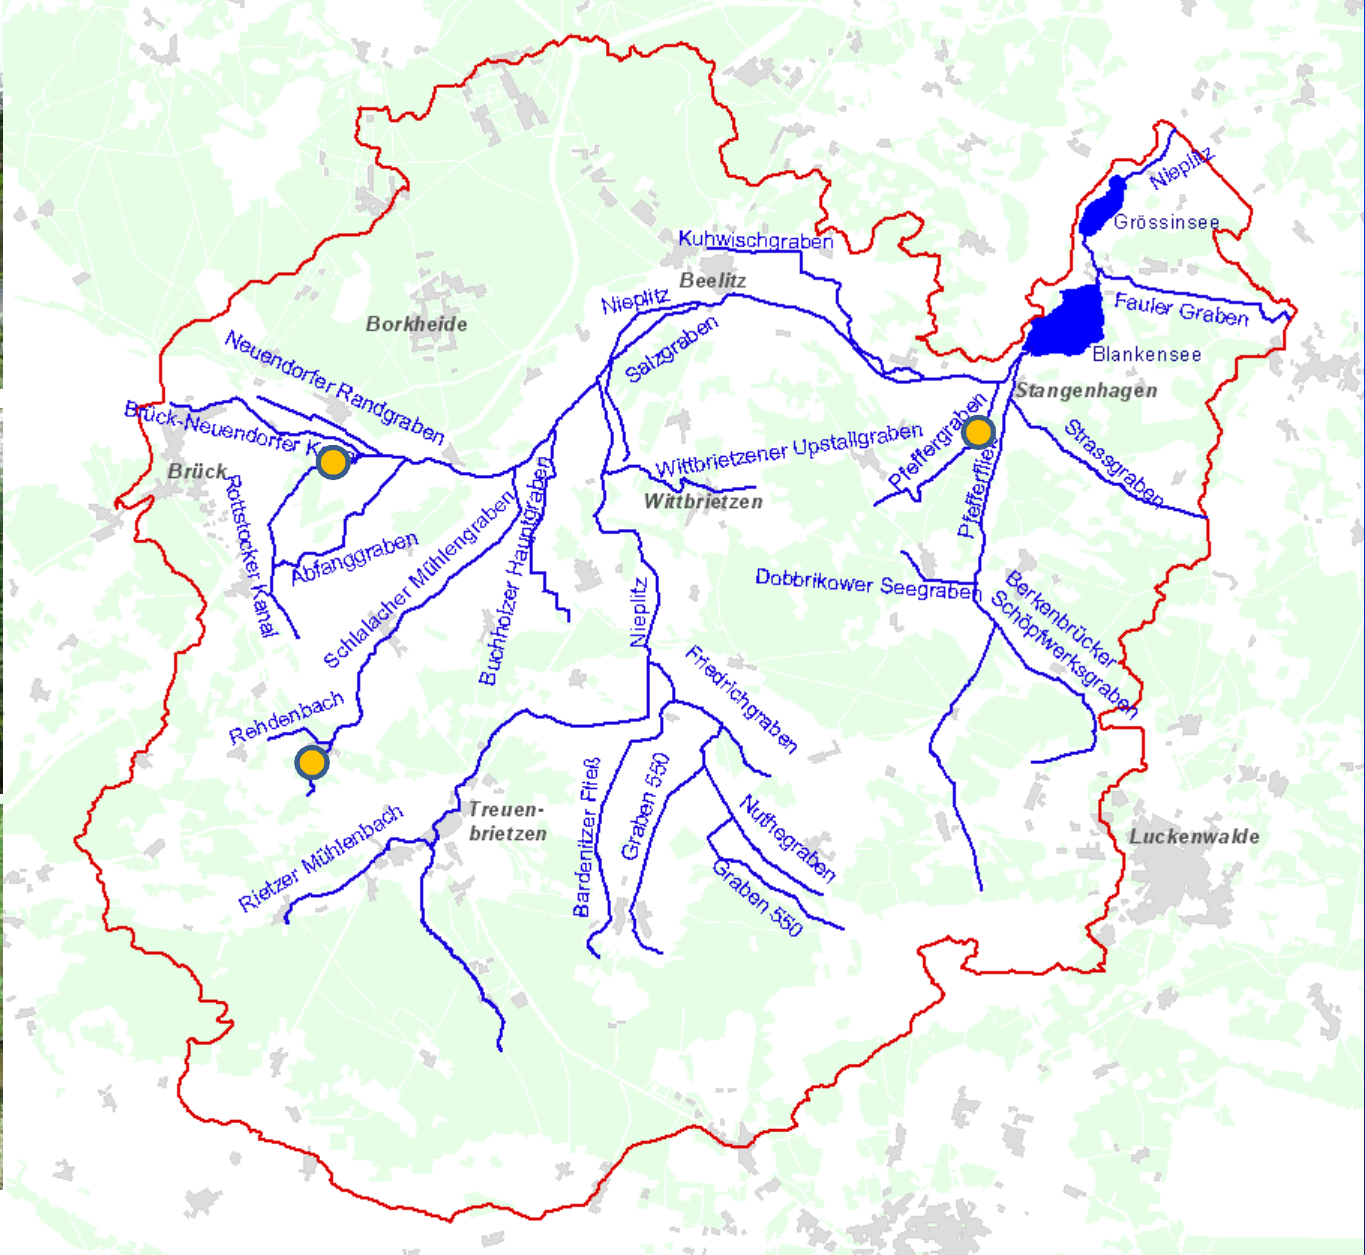 Nieplitz
Grössinsee
Kuhwischgraben
Beelitz
Nieplitz
Fauler Graben
Borkheide
Salzgraben
Blankensee
Neuendorfer Randgraben
Stangenhagen
Brück-Neuendorfer K
Pfeffergraben
Strassgraben
Wittbrietzener Upstallgraben
Brück
Wittbrietzen
Pfefferfließ
Rottstocker Kanal
Abfanggraben
Schlalacher Mühlengraben
Buchholzer Hauptgraben
Dobbrikower Seegraben
Berkenbrücker
Schöpfwerksgraben
Nieplitz
Friedrichgraben
Rehdenbach
Bardenitzer Fließ
Graben 550
Treuen-
brietzen
Rietzer Mühlenbach
Nuthegraben
Graben 550
Luckenwalde